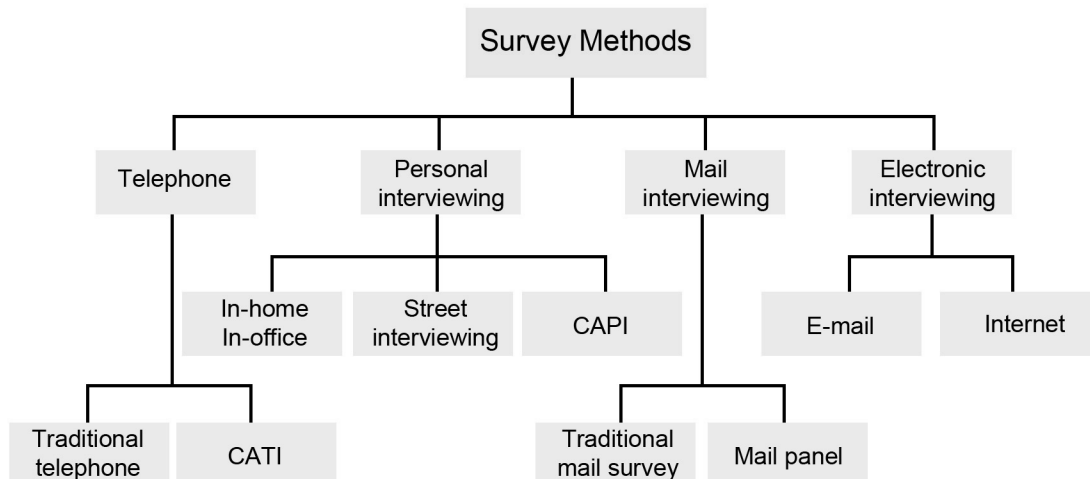 Survey Methods
Telephone
Personal
interviewing
Mail
interviewing
Electronic
interviewing
In-home
In-office
Street
interviewing
CAPI
E-mail
Internet
Traditional
telephone
CATI
Traditional
mail survey
Mail panel